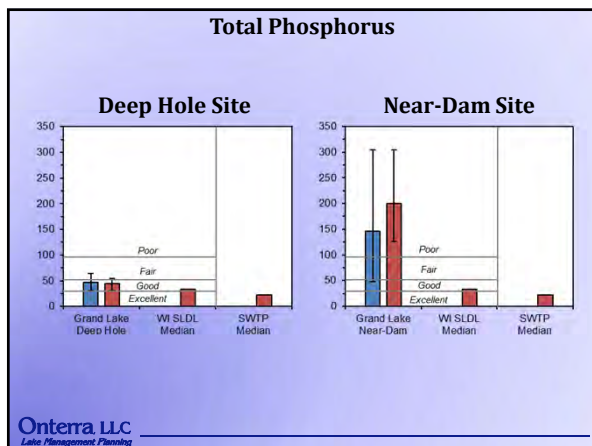 Total Phosphorus
Deep Hole Site
350
300
250
200
150
100
50
0
Poor
Fair
Good
Excellent
Grand Lake
Deep Hole
WI SLDL
Median
SWTP
Median
Near-Dam Site
350
300
250
200
150
100
50
0
Poor
Fair
Good
Excellent
Grand Lake
Near-Dam
WI SLDL
Median
SWTP
Median
Onterra, LLC
Lake Management Planning